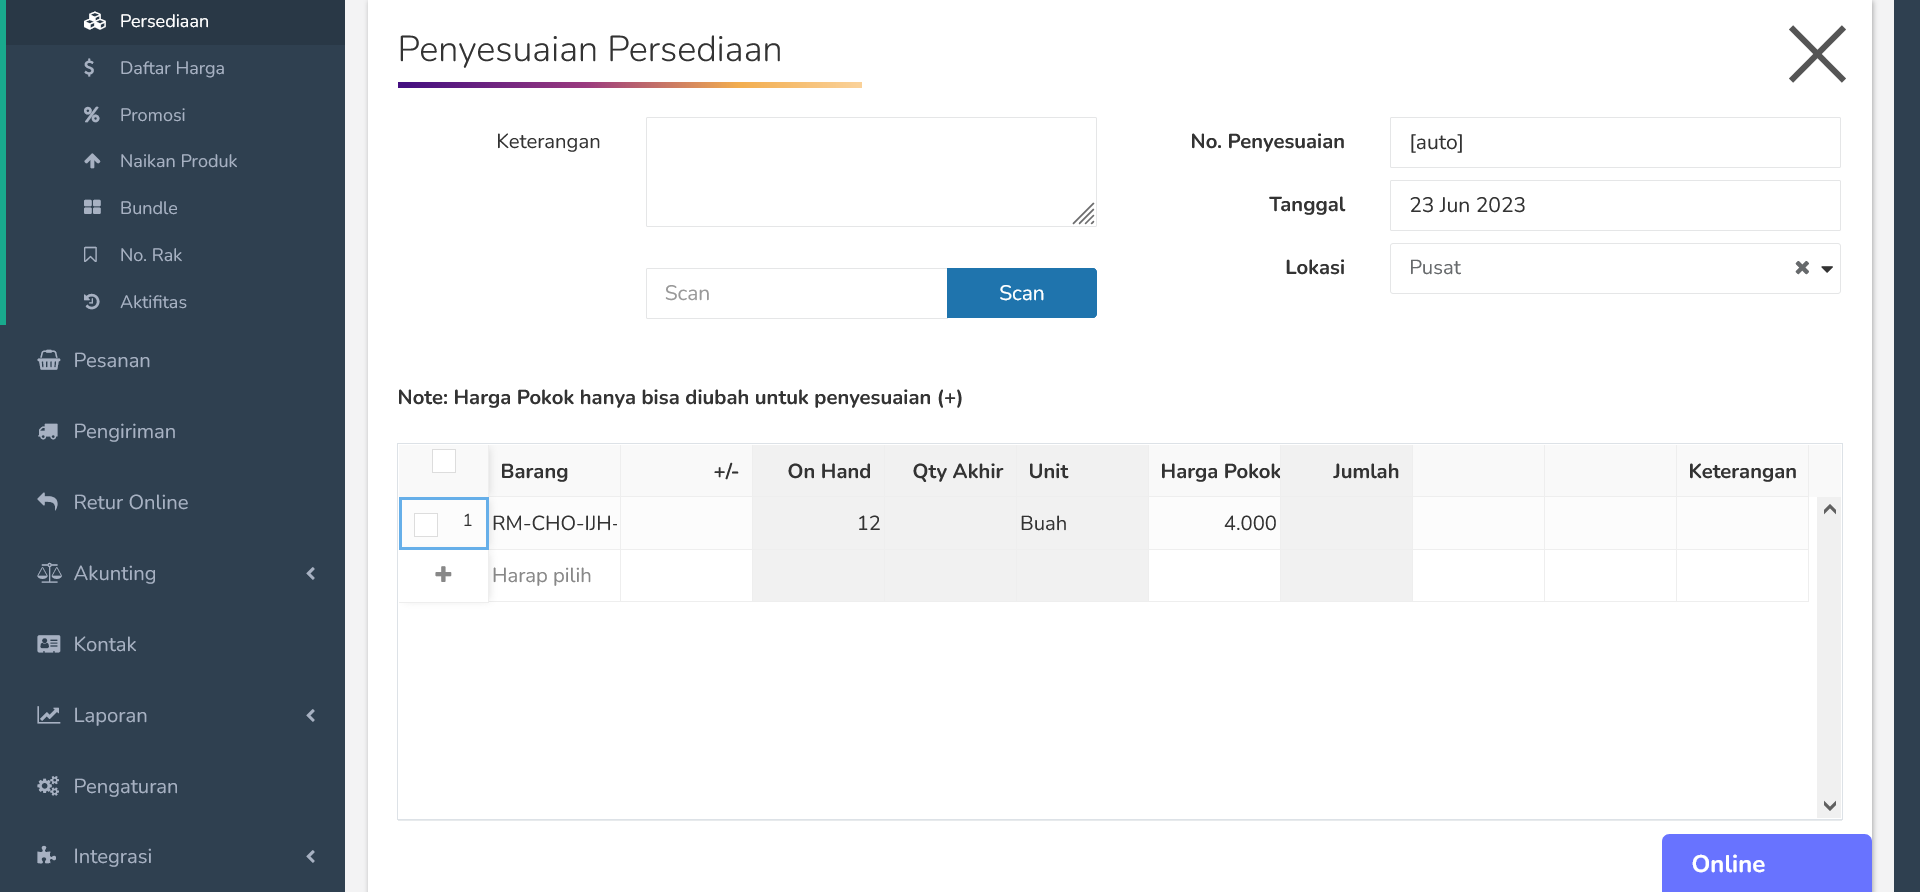 Persediaan
Daftar Harga
Promosi
Naikan Produk
Bundle
No. Rak
Aktifitas
Pesanan
Pengiriman
Retur Online
Akunting
Kontak
Laporan
Pengaturan
Integrasi
Penyesuaian Persediaan
Keterangan
Scan Scan
No. Penyesuaian [auto]
Tanggal 23 Jun 2023
Lokasi Pusat
Note: Harga Pokok hanya bisa diubah untuk penyesuaian (+)
Barang +/- On Hand Qty Akhir Unit Harga Pokok Jumlah Keterangan
1 RM-CHO-IJH- 12 Buah 4.000
Harap pilih
Online